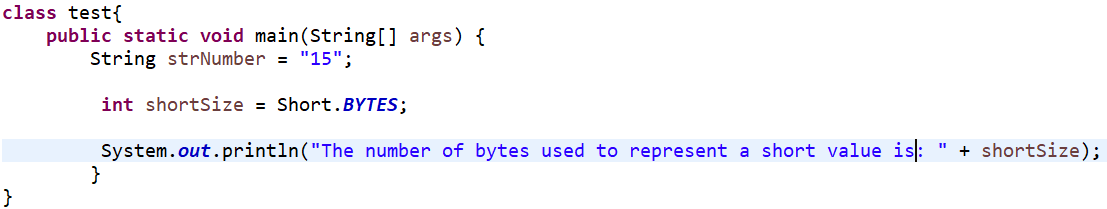 class test{
    public static void main(String[] args) {
        String strNumber = "15";
         int shortSize = Short.BYTES;
         System.out.println("The number of bytes used to represent a short value is: " + shortSize);
        }
}